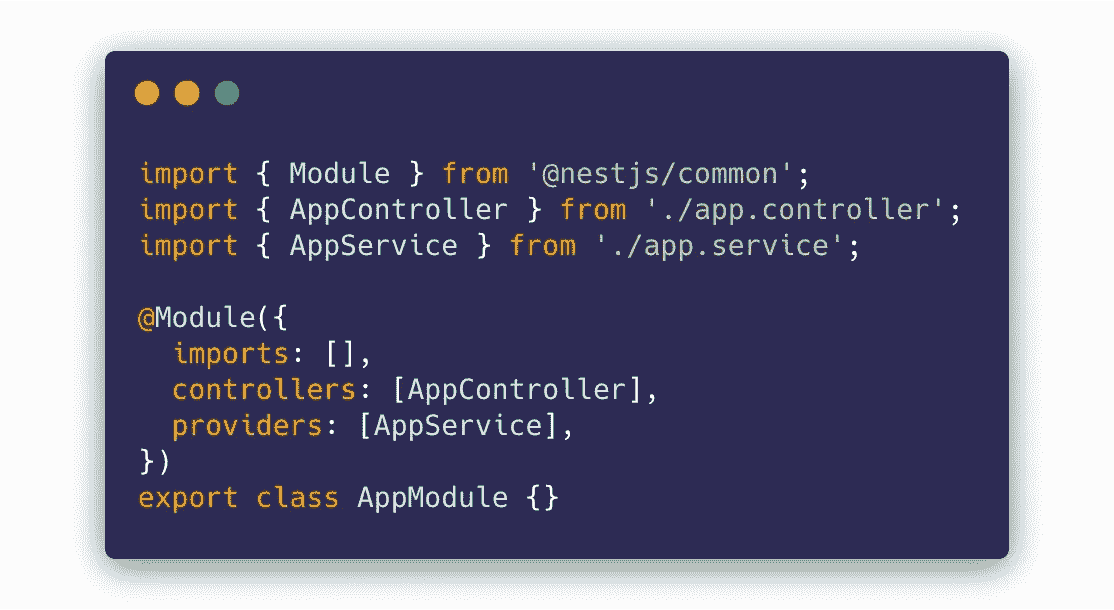 import { Module } from '@nestjs/common';
import { AppController } from './app.controller';
import { AppService } from './app.service';

@Module({
  imports: [],
  controllers: [AppController],
  providers: [AppService],
})
export class AppModule {}